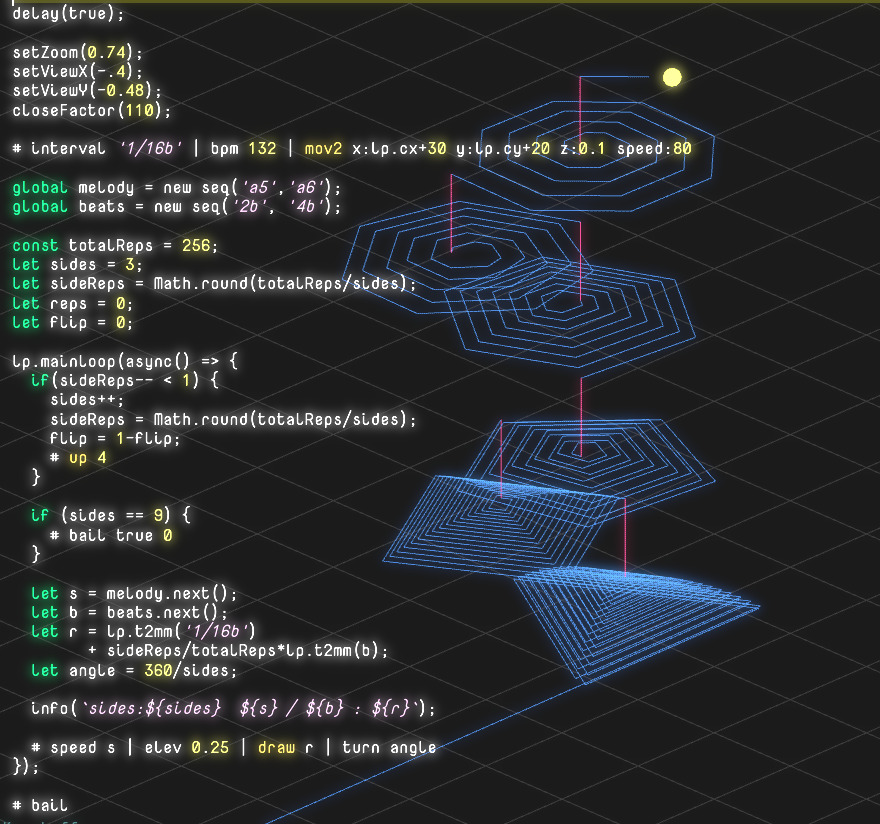 delay(true);
setZoom(0.74);
setViewX(-.4);
setViewY(-0.48);
closeFactor(110);
# interval '1/16b' | bpm 132 | mov2 x:lp.cx+30 y:lp.cy+20 z:0.1 speed:80
global melody = new seq('a5','a6');
global beats = new seq('2b', '4b');
const totalReps = 256;
let sides = 3;
let sideReps = Math.round(totalReps/sides);
let reps = 0;
let flip = 0;
lp.mainloop(async() => {
if(sideReps-- < 1) {
sides++;
sideReps = Math.round(totalReps/sides);
flip = 1-flip;
# up 4
}
if (sides == 9) {
# bail true 0
}
let s = melody.next();
let b = beats.next();
let r = lp.t2mm('1/16b')
+ sideReps/totalReps*lp.t2mm(b);
let angle = 360/sides;
info(`sides:${sides}  ${s} / ${b} : ${r}`);
# speed s | elev 0.25 | draw r | turn angle
});
# bail